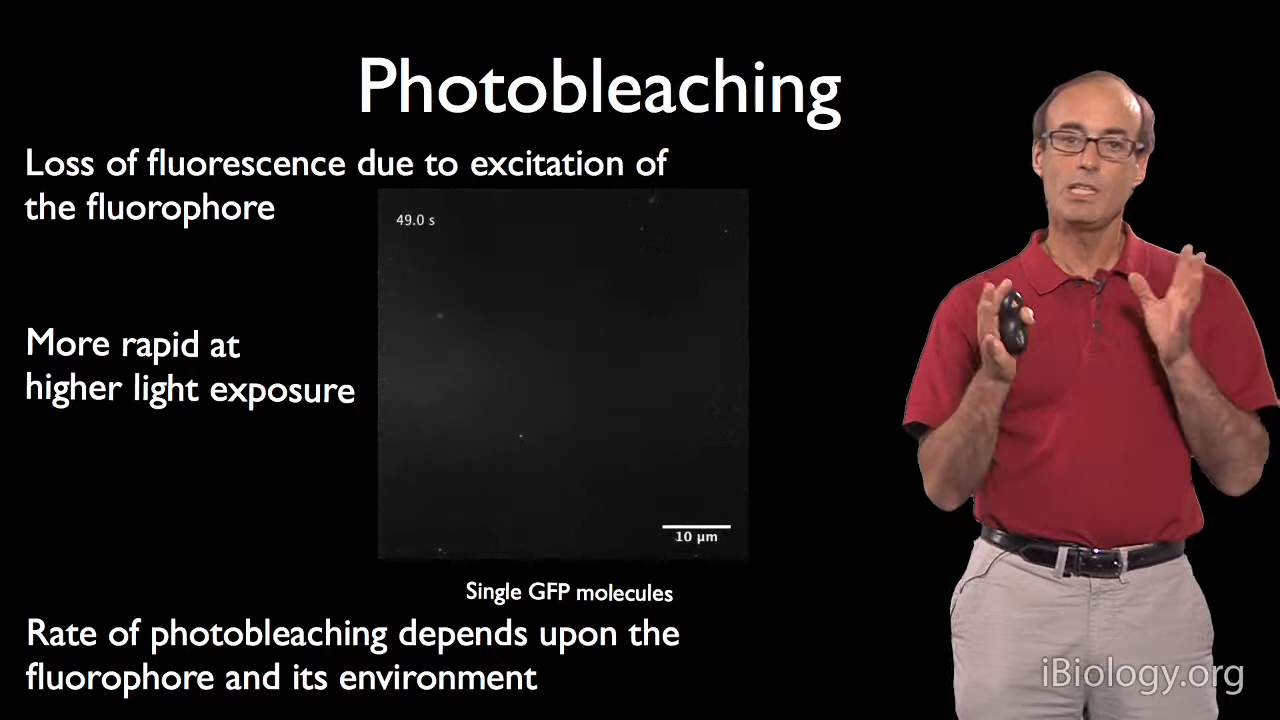 Photobleaching
Loss of fluorescence due to excitation of
the fluorophore
49.0 s
More rapid at
higher light exposure
10 µm
Single GFP molecules
Rate of photobleaching depends upon the
fluorophore and its environment
iBiology.org